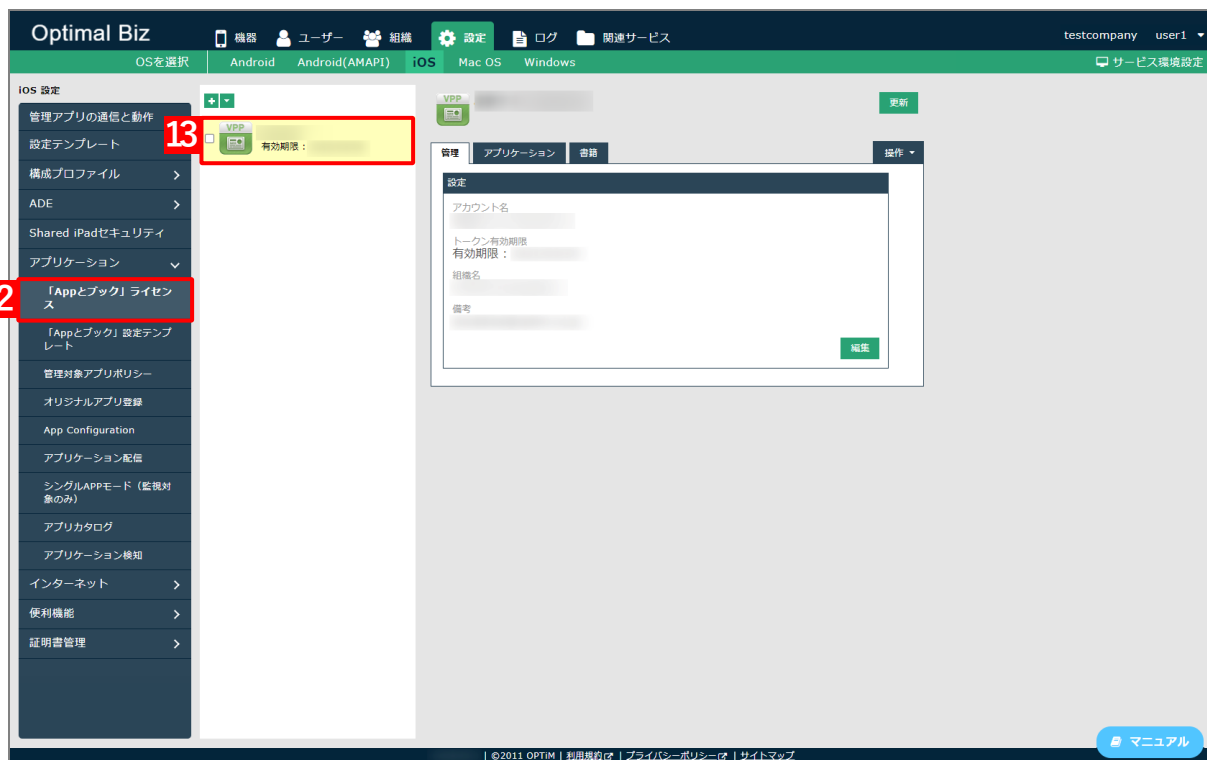 Optimal Biz
機器 ユーザー 組織 設定 ログ 関連サービス
testcompany user1
OSを選択 Android Android(AMAPI) iOS Mac OS Windows
サービス環境設定
iOS 設定
管理アプリの通信と動作
設定テンプレート
構成プロファイル
ADE
Shared iPadセキュリティ
アプリケーション
2
「Appとブック」ライセン
ス
「Appとブック」設定テンプ
レート
管理対象アプリポリシー
オリジナルアプリ登録
App Configuration
アプリケーション配信
シングルAPPモード（監視対
象のみ）
アプリカタログ
アプリケーション検知
インターネット
便利機能
証明書管理
13
VPP
有効期限：
VPP
更新
管理 アプリケーション 書籍
操作
設定
アカウント名
トークン有効期限
有効期限：
組織名
備考
編集
マニュアル
| ©2011 OPTiM | 利用規約 | プライバシーポリシー | サイトマップ